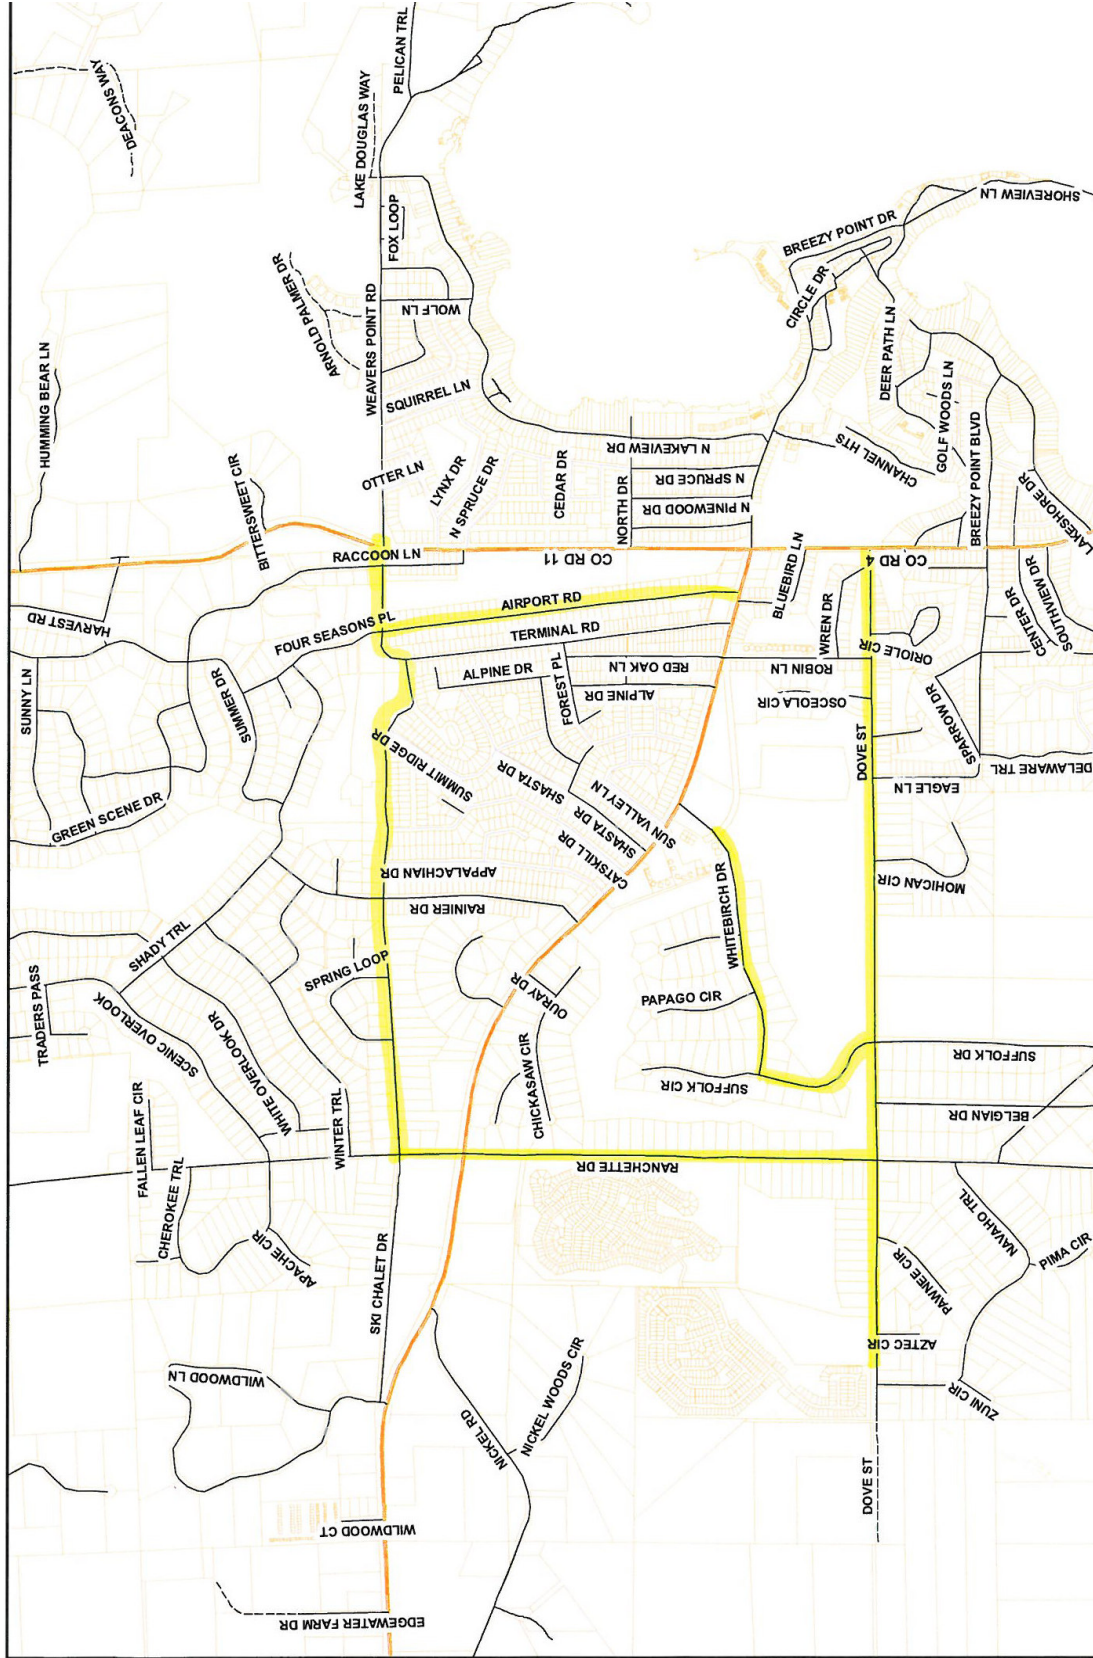 PELICAN TRL
DEACONS WAY
LAKE DOUGLAS WAY
SHOREVIEW LN
FOX LOOP
BREEZY POINT DR
ARNOLD PALMER DR
WOLF LN
CIRCLE DR
WEAVERS POINT RD
HUMMING BEAR LN
SQUIRREL LN
DEER PATH LN
GOLF WOODS LN
N LAKEVIEW DR
CHANNEL HTS
OTTER LN
LYNX DR
N SPRUCE DR
CEDAR DR
N SPRUCE DR
BITTERSWEET CIR
NORTH DR
N PINEWOOD DR
BREEZY POINT BLVD
LAKESHORE DR
RACCOON LN
CO RD 11
BLUEBIRD LN
CO RD 4
HARVEST RD
AIRPORT RD
FOUR SEASONS PL
TERMINAL RD
WREN DR
CENTER DR
SOUTHVIEW DR
ORIOLE CIR
SUNNY LN
ALPINE DR
FOREST PL
RED OAK LN
ROBIN LN
SUMMER DR
ALPINE DR
OSCEOLA CIR
SPARROW DR
SUMMIT RIDGE DR
DOVE ST
DELAWARE TRL
SHASTA DR
EAGLE LN
GREEN SCENE DR
SHASTA DR
SUN VALLEY LN
CATSKILL DR
APPALACHIAN DR
MOHICAN CIR
RAINIER DR
WHITEBIRCH DR
SHADY TRL
SPRING LOOP
TRADERS PASS
OURAY DR
PAPAGO CIR
SCENIC OVERLOOK
WHITE OVERLOOK DR
SUFFOLK DR
CHICKASAW CIR
SUFFOLK CIR
FALLEN LEAF CIR
WINTER TRL
BELGIAN DR
RANCHETTE DR
CHEROKEE TRL
NAVAHO TRL
APACHE CIR
PIMA CIR
SKI CHALET DR
PAWNEE CIR
AZTEC CIR
WILDWOOD LN
NICKEL WOODS CIR
ZUNI CIR
NICKEL RD
DOVE ST
WILDWOOD CT
EDGEWATER FARM DR